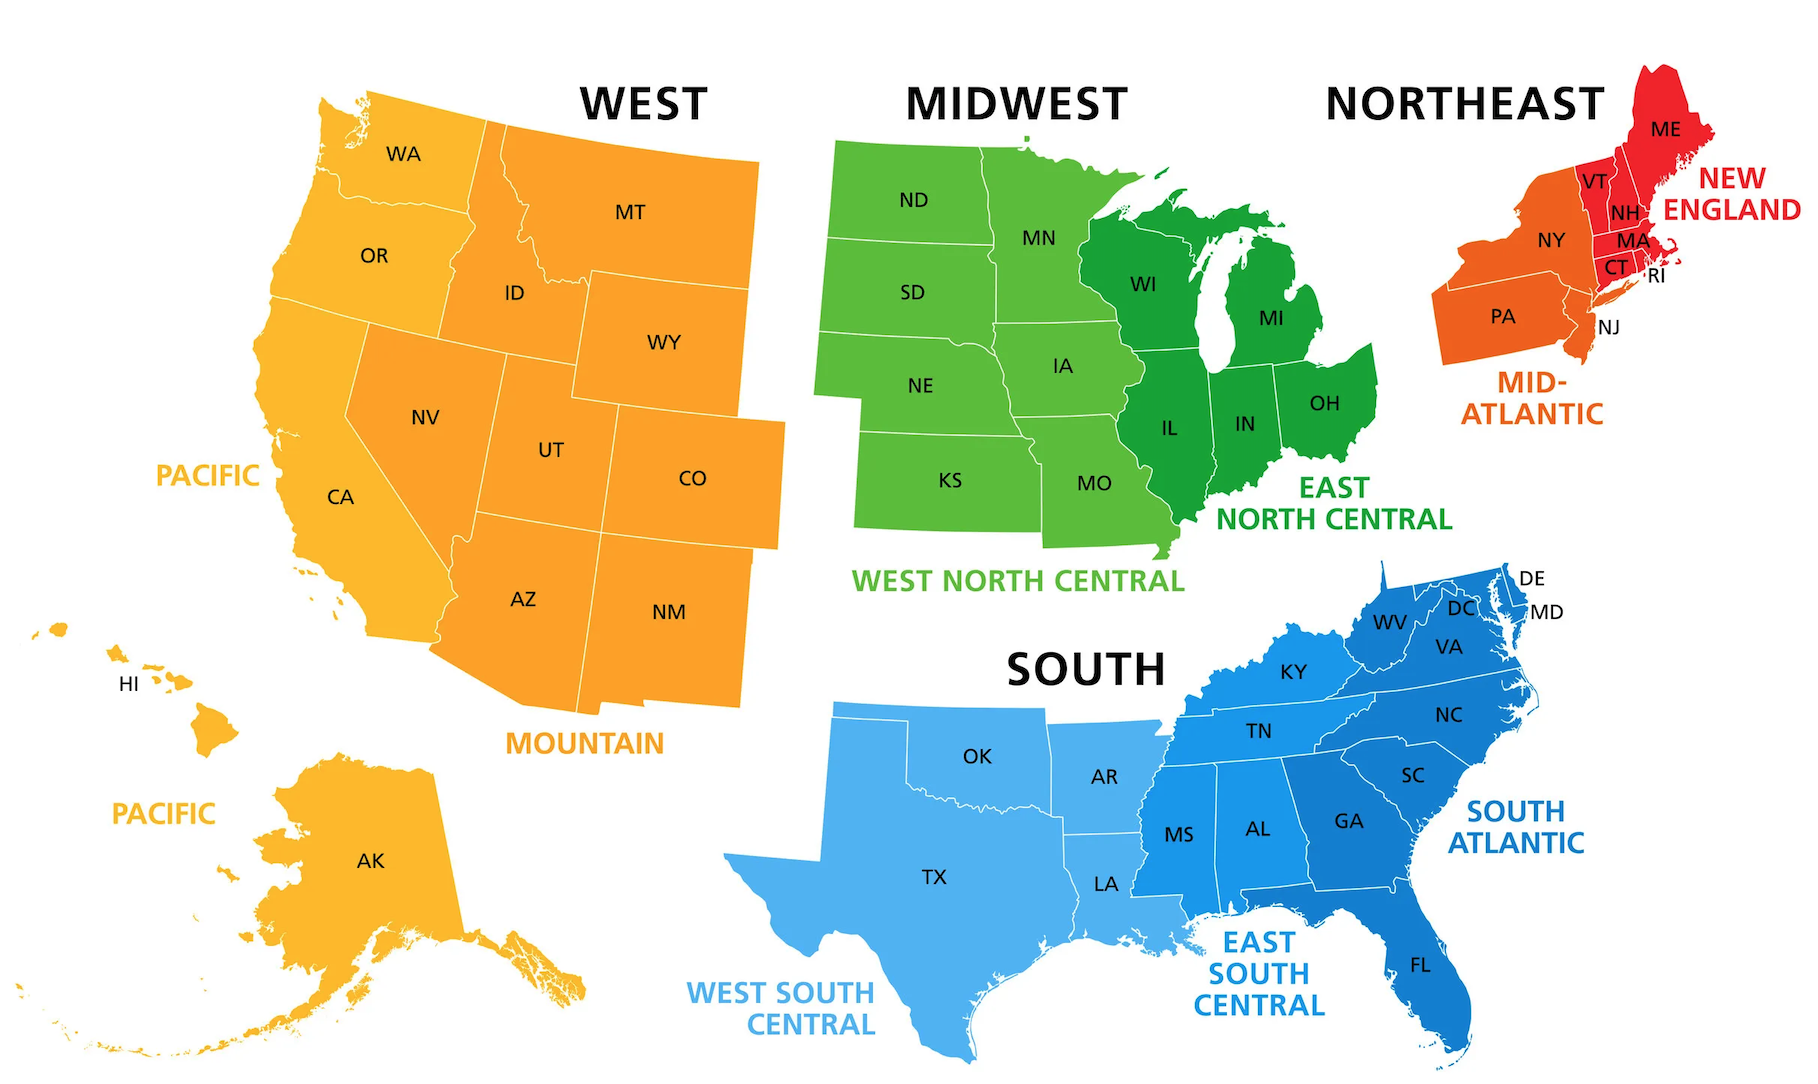 WEST
WA
OR
CA
NV
ID
MT
WY
UT
CO
AZ
NM
PACIFIC
MOUNTAIN
HI
PACIFIC
AK
MIDWEST
ND
SD
NE
KS
MN
IA
MO
WI
MI
IL
IN
OH
WEST NORTH CENTRAL
EAST
NORTH CENTRAL
NORTHEAST
ME
VT
NH
MA
CT
RI
NEW
ENGLAND
NY
PA
NJ
MID-
ATLANTIC
SOUTH
OK
AR
TX
LA
WEST SOUTH
CENTRAL
KY
TN
MS
AL
EAST
SOUTH
CENTRAL
DE
MD
DC
WV
VA
NC
SC
GA
FL
SOUTH
ATLANTIC